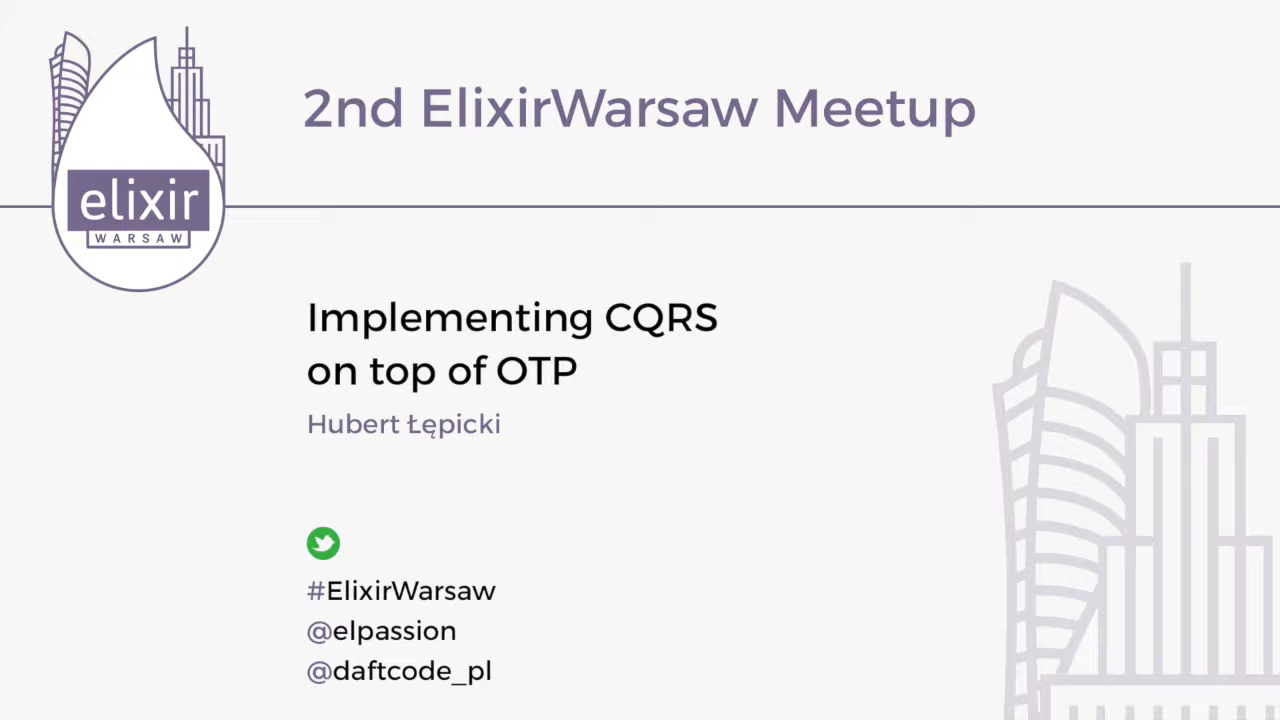 2nd ElixirWarsaw Meetup
elixir
WARSAW
Implementing CQRS
on top of OTP
Hubert Łępicki
#ElixirWarsaw
@elpassion
@daftcode_pl